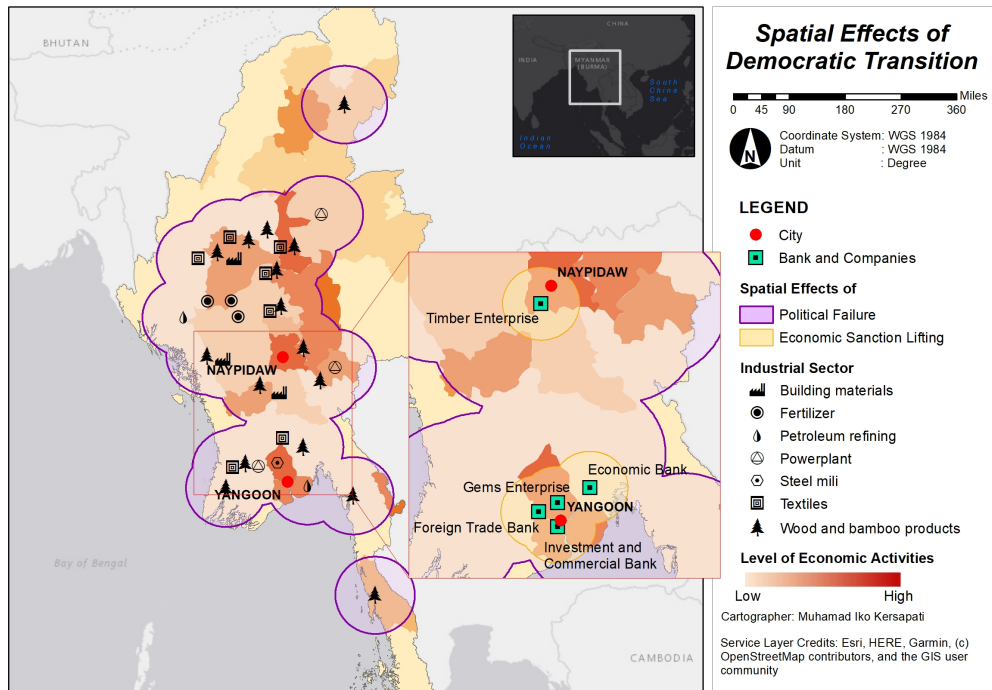 BHUTAN
NAYPIDAW
YANGOON
Bay of Bengal
CAMBODIA
CHINA
INDIA
MYANMAR
(BURMA)
South
China
Sea
Indian
Ocean
NAYPIDAW
Timber Enterprise
Economic Bank
Gems Enterprise
YANGOON
Foreign Trade Bank
Investment and
Commercial Bank
Spatial Effects of
Democratic Transition
Miles
0 45 90 180 270 360
N
Coordinate System: WGS 1984
Datum : WGS 1984
Unit : Degree
LEGEND
City
Bank and Companies
Spatial Effects of
Political Failure
Economic Sanction Lifting
Industrial Sector
Building materials
Fertilizer
Petroleum refining
Powerplant
Steel mili
Textiles
Wood and bamboo products
Level of Economic Activities
Low High
Cartographer: Muhamad Iko Kersapati
Service Layer Credits: Esri, HERE, Garmin, (c)
OpenStreetMap contributors, and the GIS user
community